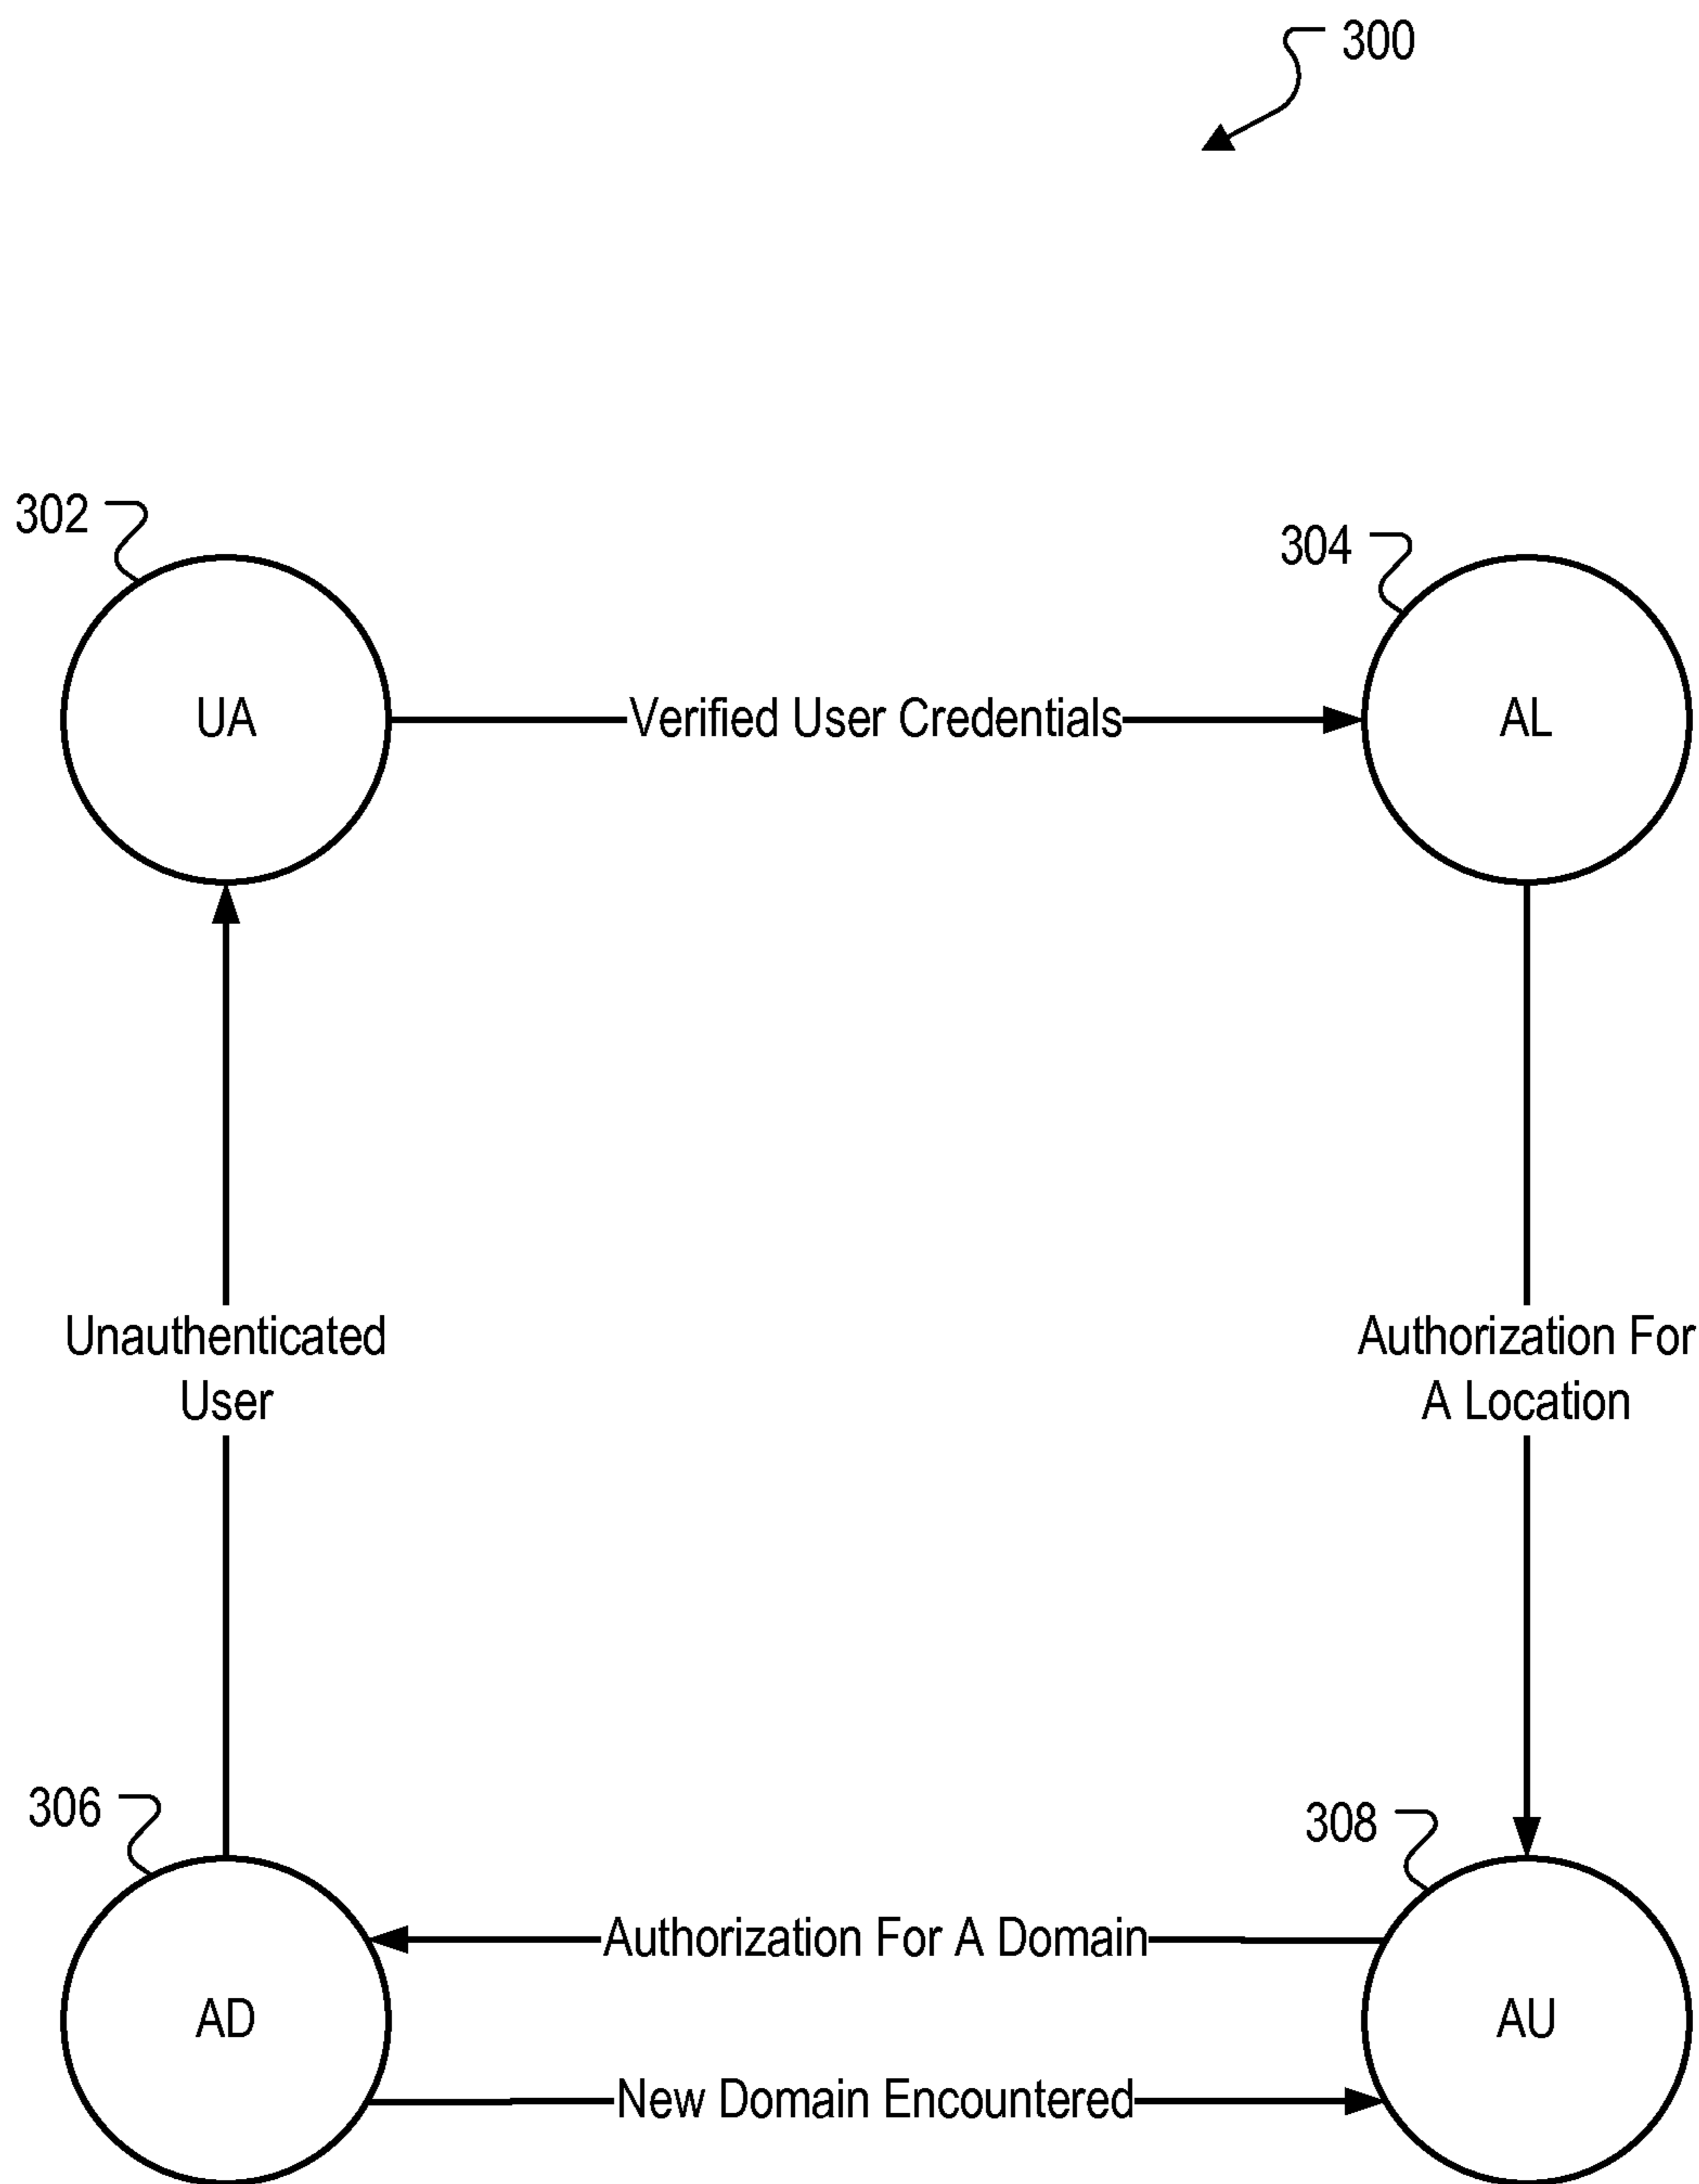 300
302
304
UA
Verified User Credentials
AL
Unauthenticated
User
Authorization For
A Location
306
308
Authorization For A Domain
AD
AU
New Domain Encountered